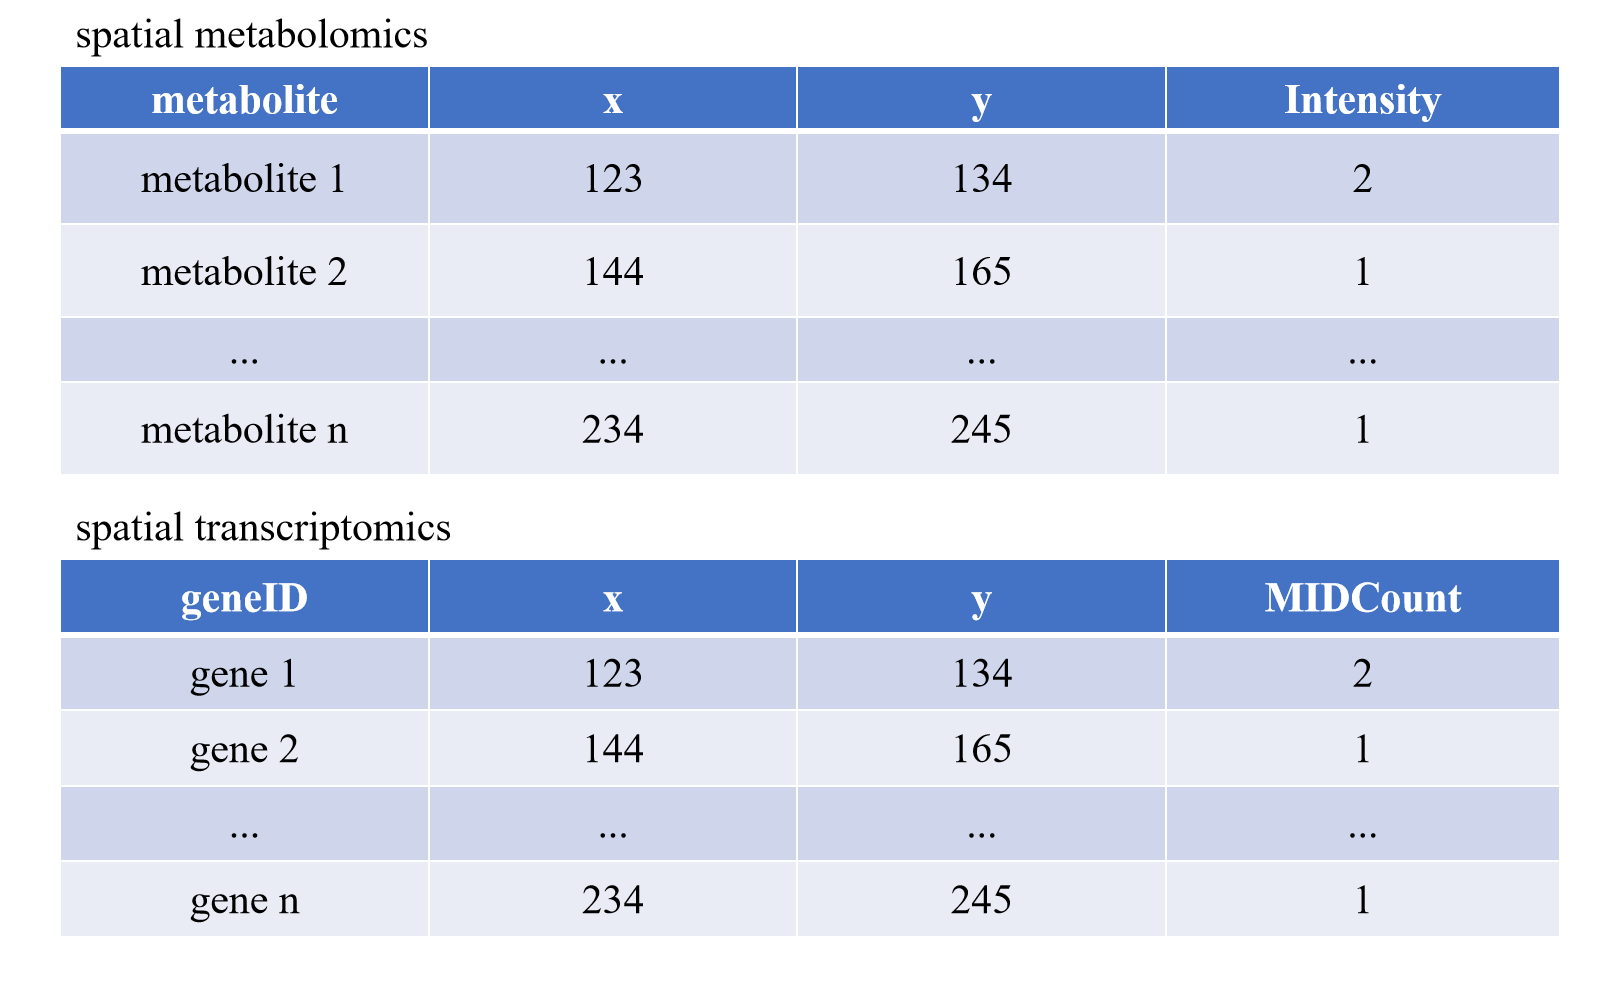 spatial metabolomics
metabolite x y Intensity
metabolite 1 123 134 2
metabolite 2 144 165 1
... ... ... ...
metabolite n 234 245 1
spatial transcriptomics
geneID x y MIDCount
gene 1 123 134 2
gene 2 144 165 1
... ... ... ...
gene n 234 245 1